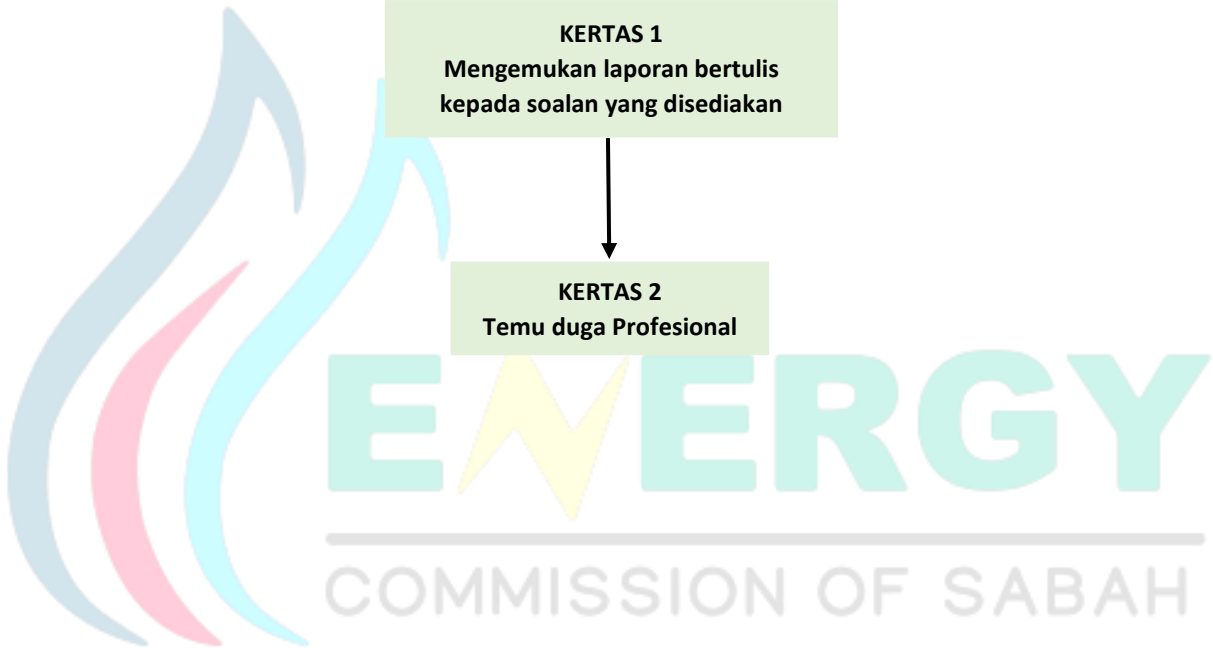 KERTAS 1
Mengemukan laporan bertulis
kepada soalan yang disediakan
KERTAS 2
Temu duga Profesional
ENERGY
COMMISSION OF SABAH